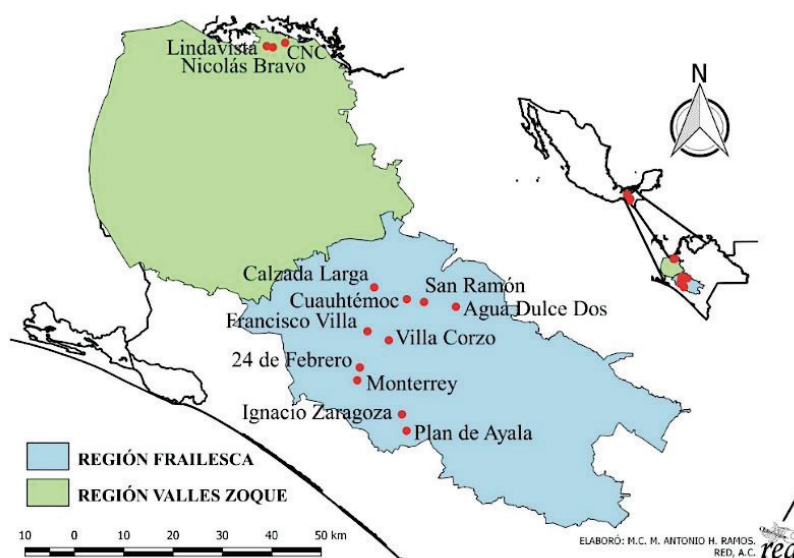 Lindavista
CNC
Nicolás Bravo
N
Calzada Larga
San Ramón
Cuauhtémoc
Agua Dulce Dos
Francisco Villa
Villa Corzo
24 de Febrero
Monterrey
Ignacio Zaragoza
Plan de Ayala
REGIÓN FRAILESCA
REGIÓN VALLES ZOQUE
10 0 10 20 30 40 50 km
ELABORÓ: M.C. M. ANTONIO H. RAMOS.
RED, A.C.
red